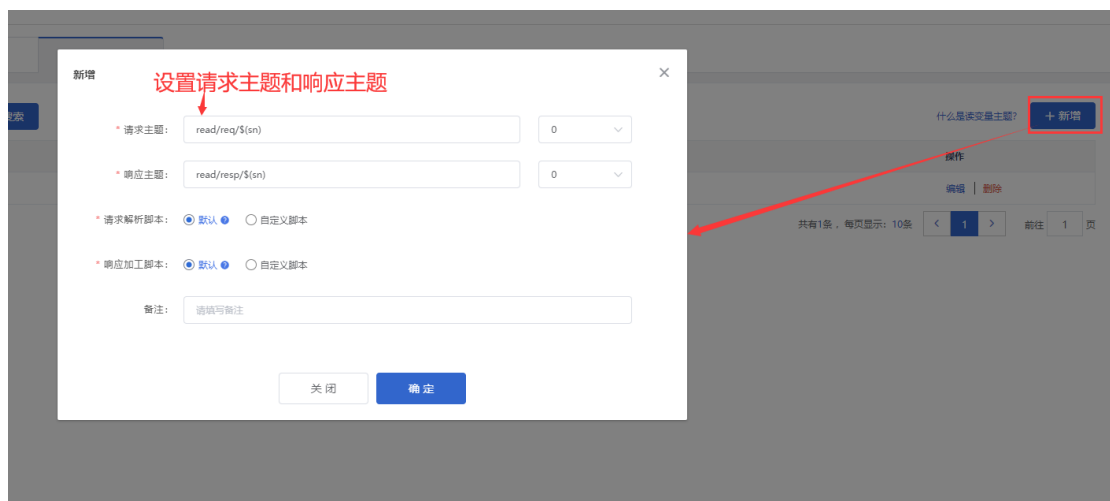 新增
设置请求主题和响应主题
* 请求主题: read/req/$(sn) 0
* 响应主题: read/resp/$(sn) 0
* 请求解析脚本: 默认 ? 自定义脚本
* 响应加工脚本: 默认 ? 自定义脚本
备注: 请填写备注
关闭 确定
搜索
什么是读变量主题? + 新增
操作
编辑 | 删除
共有1条, 每页显示: 10条 < 1 > 前往 1 页